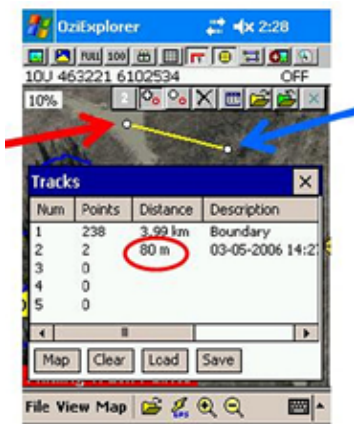 OziExplorer 2:28
FULL 100
10U 463221 6102534 OFF
10% 2
Tracks
Num Points Distance Description
1 238 3.99 km Boundary
2 2 80 m 03-05-2006 14:2
3 0
4 0
5 0
Map Clear Load Save
File View Map GPS